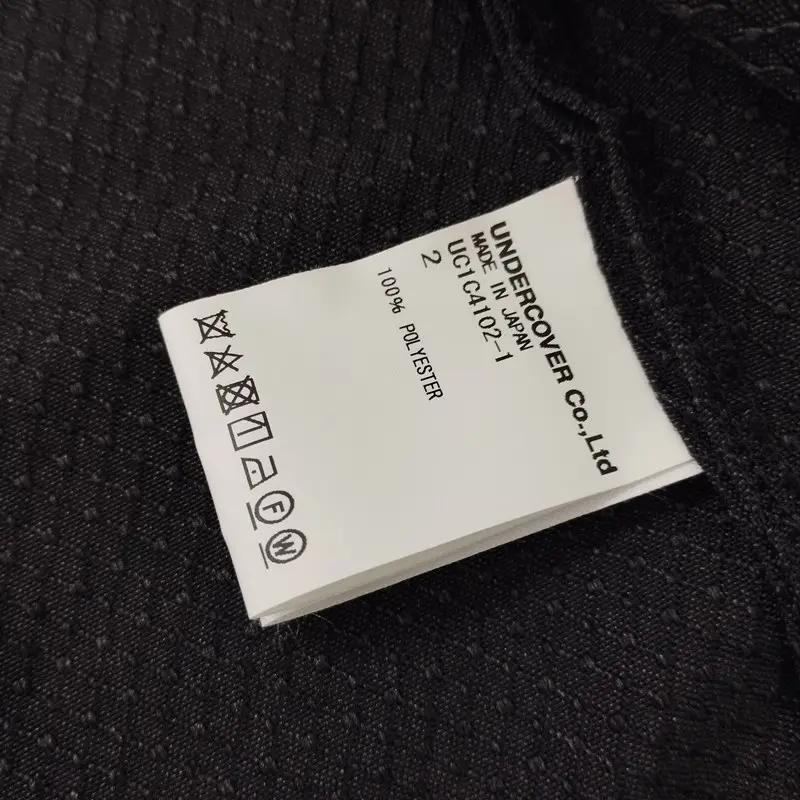 UNDERCOVER Co.,Ltd
MADE IN JAPAN
UC1C4102-1
2
100% POLYESTER
F
W